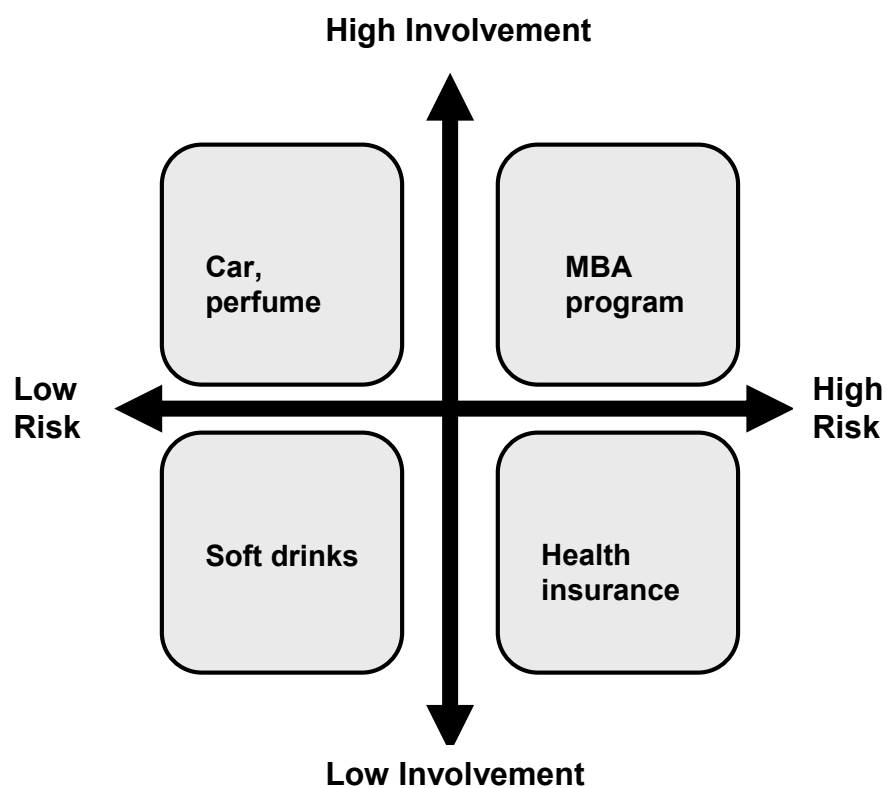 High Involvement
Car,
perfume
MBA
program
Low
Risk
High
Risk
Soft drinks
Health
insurance
Low Involvement